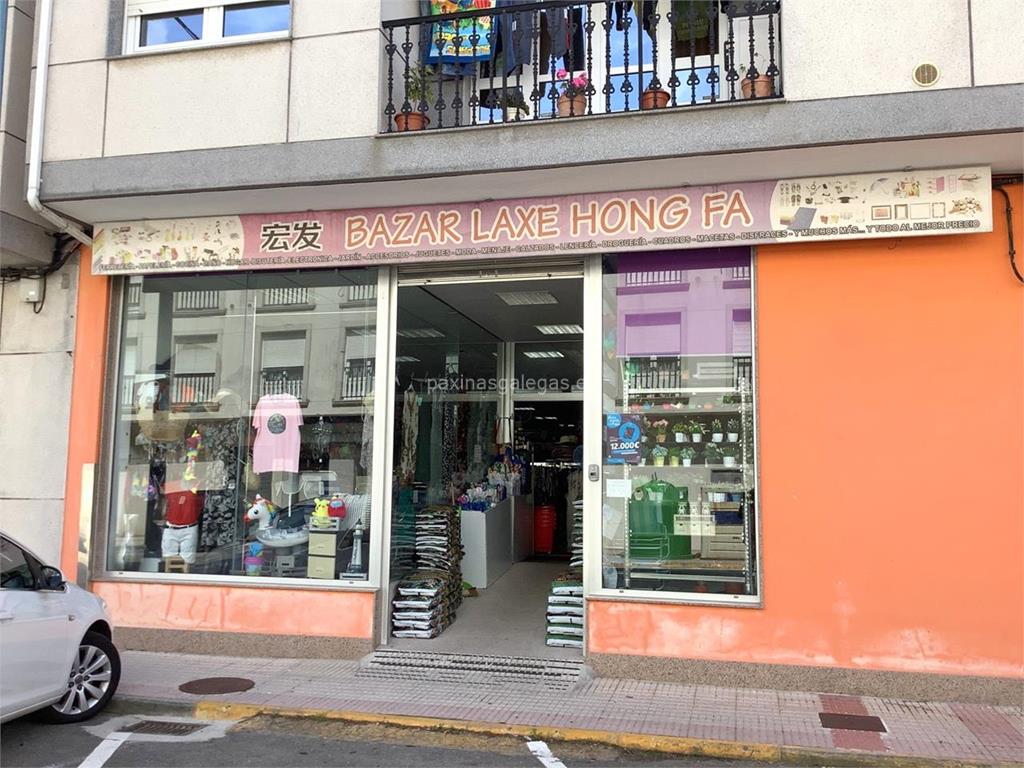 宏发 BAZAR LAXE HONG FA
ELECTRONICA - JARDÍN - ACCESORIOS - JUGUETES - MODA - MENAJE - CALZADOS - LENCERÍA - DROGUERÍA - CUADROS - MACETAS - DISFRACES - Y MUCHOS MÁS... Y TODO AL MEJOR PRECIO
paxinasgalegas.e
12.000€